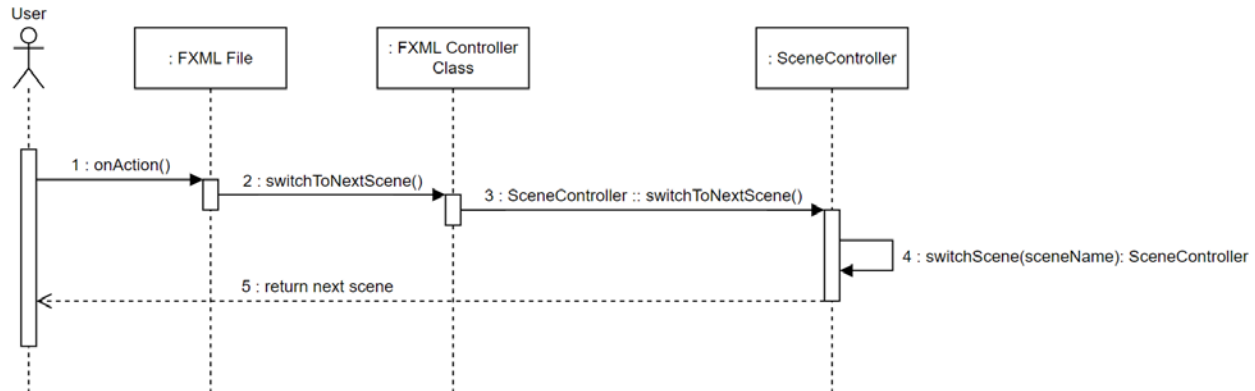 User
: FXML File
: FXML Controller
Class
: SceneController
1 : onAction()
2 : switchToNextScene()
3 : SceneController :: switchToNextScene()
4 : switchScene(sceneName): SceneController
5 : return next scene